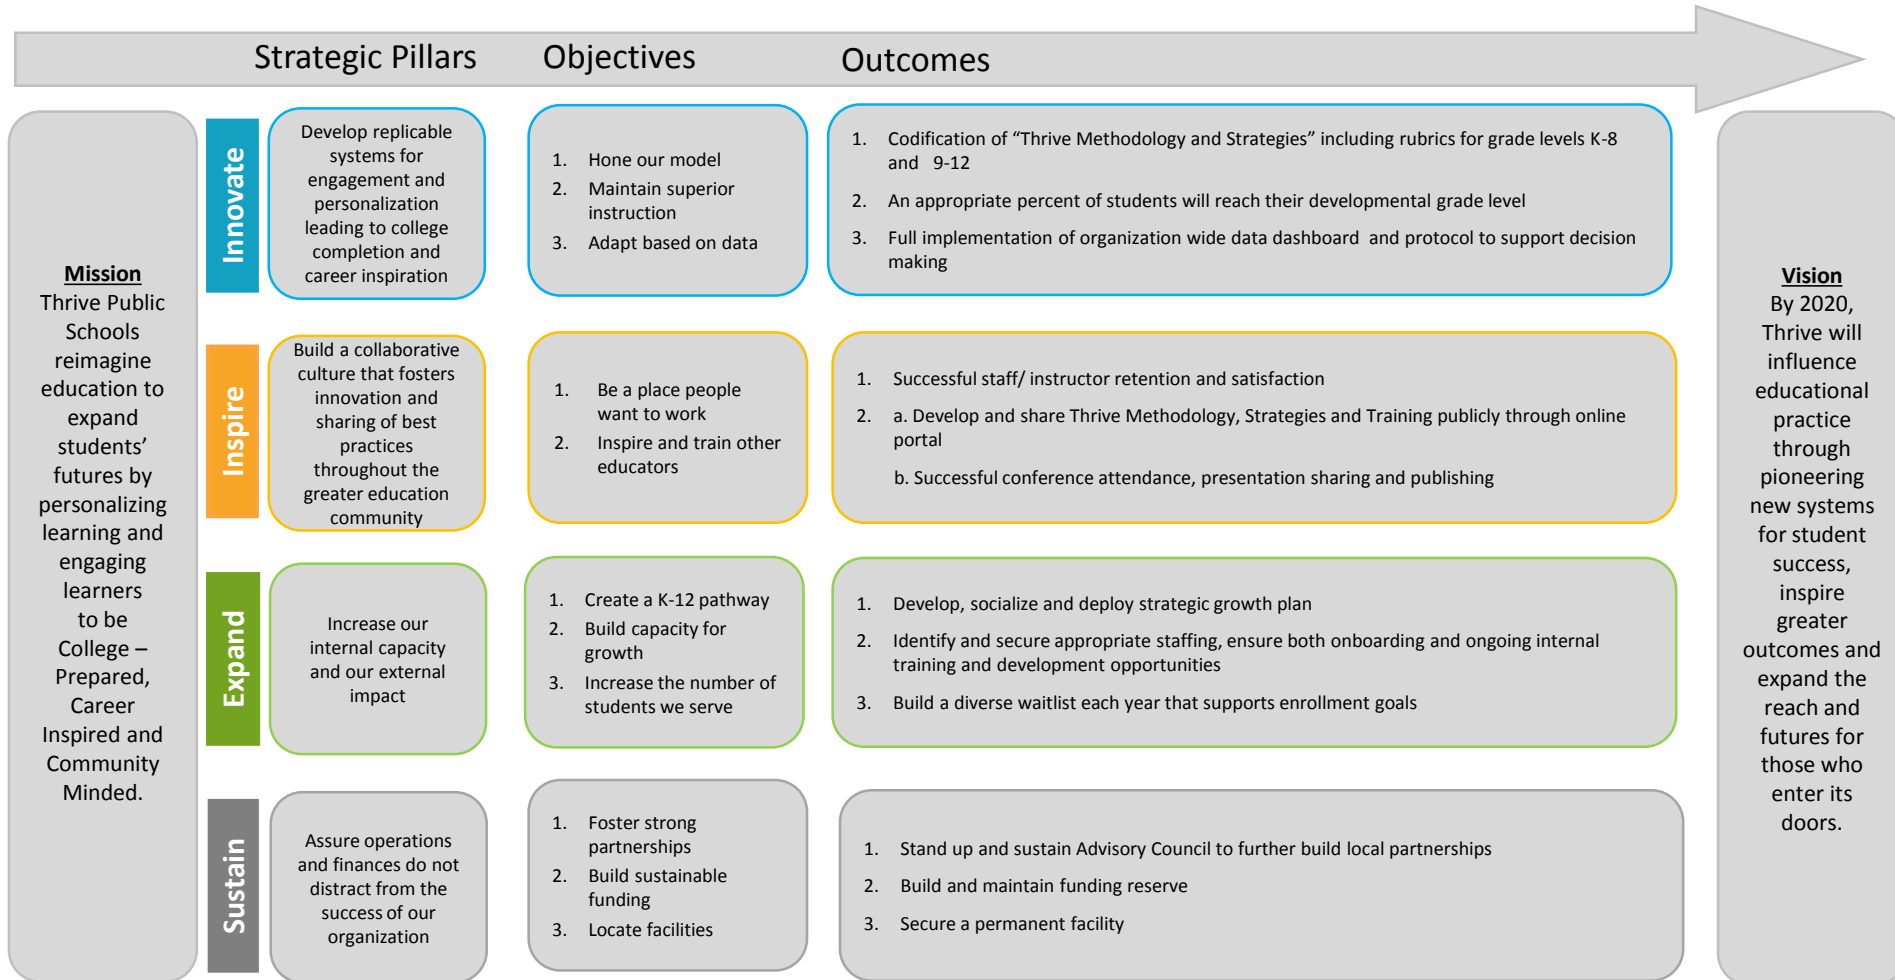 Strategic Pillars
Objectives
Outcomes
Mission
Thrive Public
Schools
reimagine
education to
expand
students’
futures by
personalizing
learning and
engaging
learners
to be
College –
Prepared,
Career
Inspired and
Community
Minded.
Innovate
Develop replicable
systems for
engagement and
personalization
leading to college
completion and
career inspiration
1. Hone our model
2. Maintain superior
instruction
3. Adapt based on data
1. Codification of “Thrive Methodology and Strategies” including rubrics for grade levels K-8
and 9-12
2. An appropriate percent of students will reach their developmental grade level
3. Full implementation of organization wide data dashboard and protocol to support decision
making
Inspire
Build a collaborative
culture that fosters
innovation and
sharing of best
practices
throughout the
greater education
community
1. Be a place people
want to work
2. Inspire and train other
educators
1. Successful staff/ instructor retention and satisfaction
2. a. Develop and share Thrive Methodology, Strategies and Training publicly through online
portal
b. Successful conference attendance, presentation sharing and publishing
Expand
Increase our
internal capacity
and our external
impact
1. Create a K-12 pathway
2. Build capacity for
growth
3. Increase the number of
students we serve
1. Develop, socialize and deploy strategic growth plan
2. Identify and secure appropriate staffing, ensure both onboarding and ongoing internal
training and development opportunities
3. Build a diverse waitlist each year that supports enrollment goals
Sustain
Assure operations
and finances do not
distract from the
success of our
organization
1. Foster strong
partnerships
2. Build sustainable
funding
3. Locate facilities
1. Stand up and sustain Advisory Council to further build local partnerships
2. Build and maintain funding reserve
3. Secure a permanent facility
Vision
By 2020,
Thrive will
influence
educational
practice
through
pioneering
new systems
for student
success,
inspire
greater
outcomes and
expand the
reach and
futures for
those who
enter its
doors.